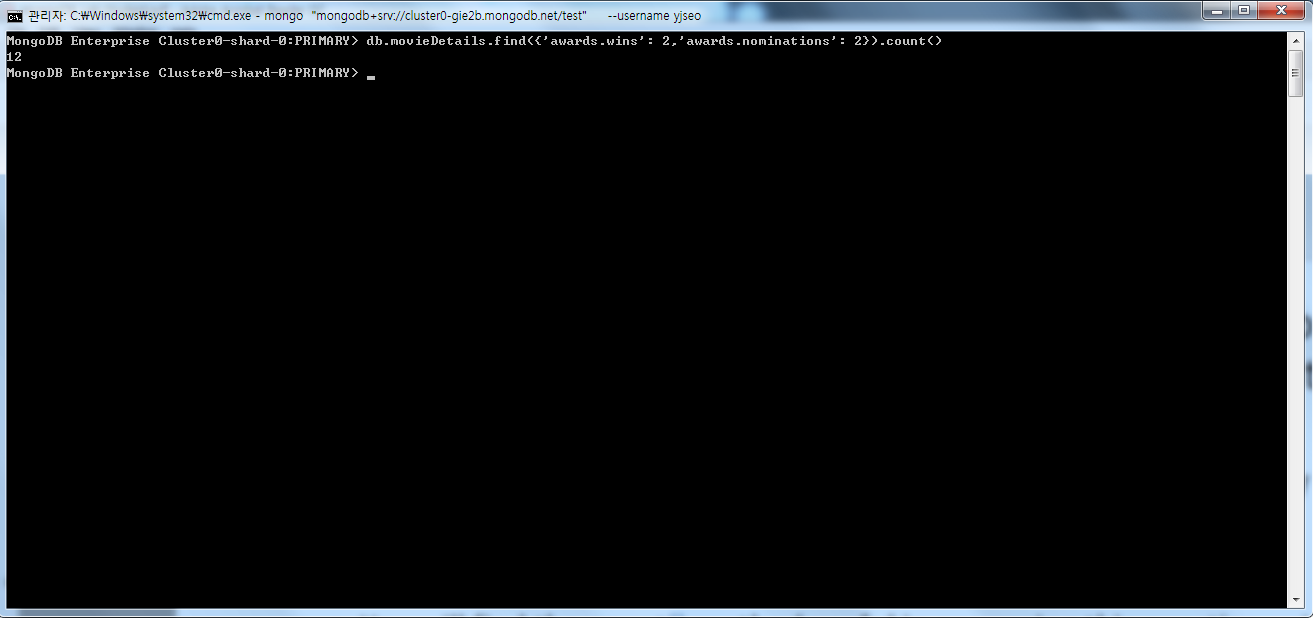 관리자: C:₩Windows₩system32₩cmd.exe - mongo "mongodb+srv://cluster0-gie2b.mongodb.net/test" --username yjseo
MongoDB Enterprise Cluster0-shard-0:PRIMARY> db.movieDetails.find({'awards.wins': 2,'awards.nominations': 2}).count()
12
MongoDB Enterprise Cluster0-shard-0:PRIMARY>